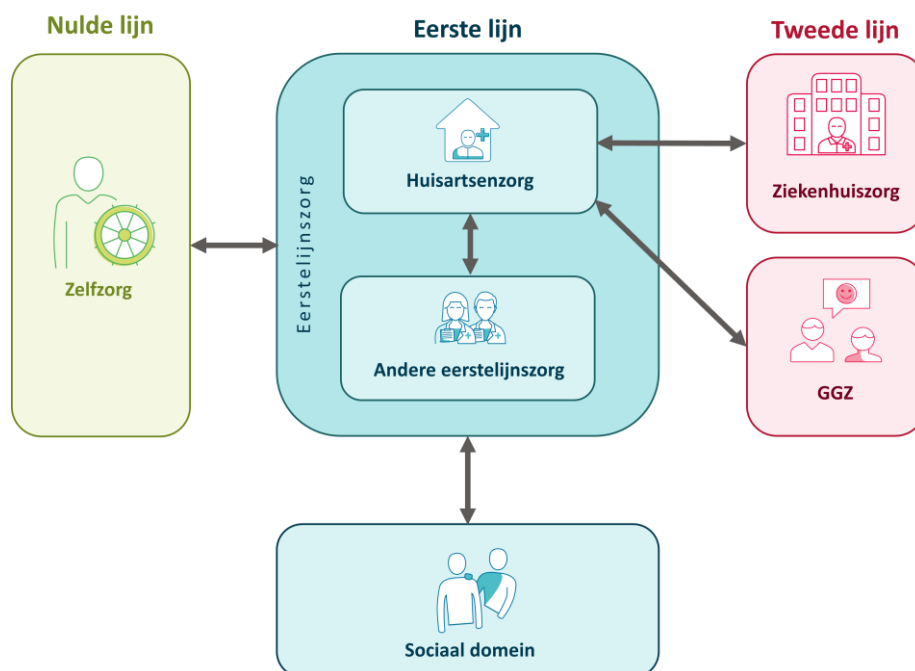 Nulde lijn
Eerste lijn
Tweede lijn
Zelfzorg
Eerstelijnszorg
Huisartsenzorg
Andere eerstelijnszorg
Ziekenhuiszorg
GGZ
Sociaal domein